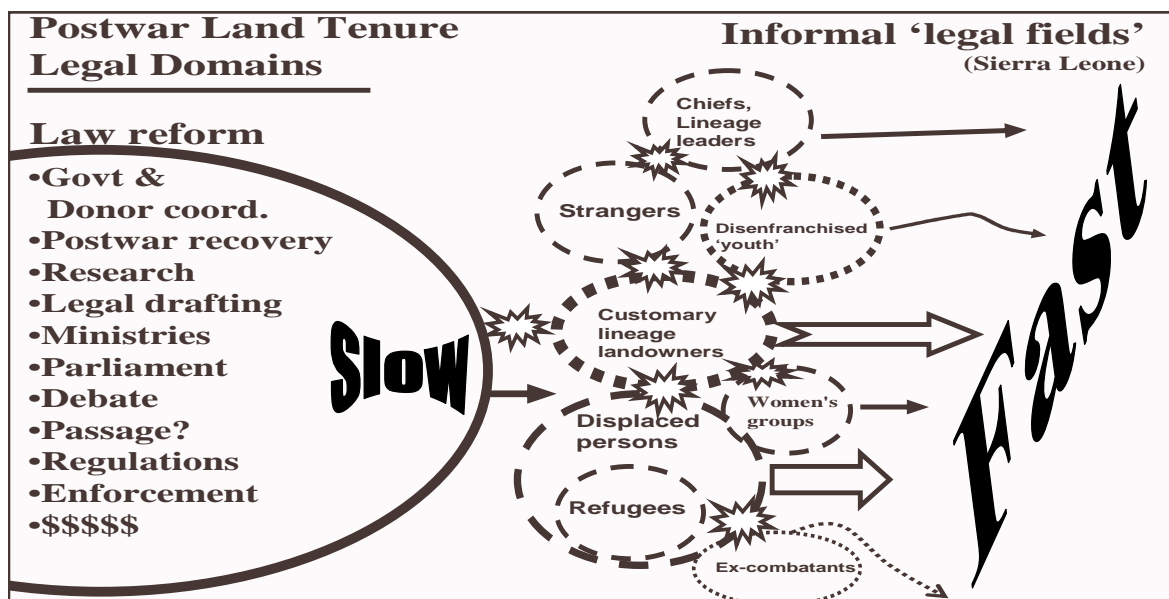 Postwar Land Tenure
Legal Domains
Informal ‘legal fields’
(Sierra Leone)
Law reform
•Govt &
Donor coord.
•Postwar recovery
•Research
•Legal drafting
•Ministries
•Parliament
•Debate
•Passage?
•Regulations
•Enforcement
•$$$$$
Slow
Chiefs,
Lineage
leaders
Strangers
Disenfranchised
‘youth’
Customary
lineage
landowners
Women's
groups
Displaced
persons
Refugees
Ex-combatants
Fast